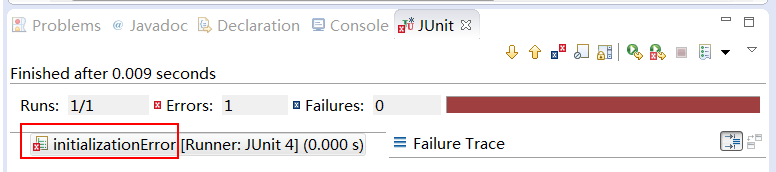 Problems @ Javadoc Declaration Console JUnit
Finished after 0.009 seconds
Runs: 1/1 Errors: 1 Failures: 0
initializationError [Runner: JUnit 4] (0.000 s) Failure Trace